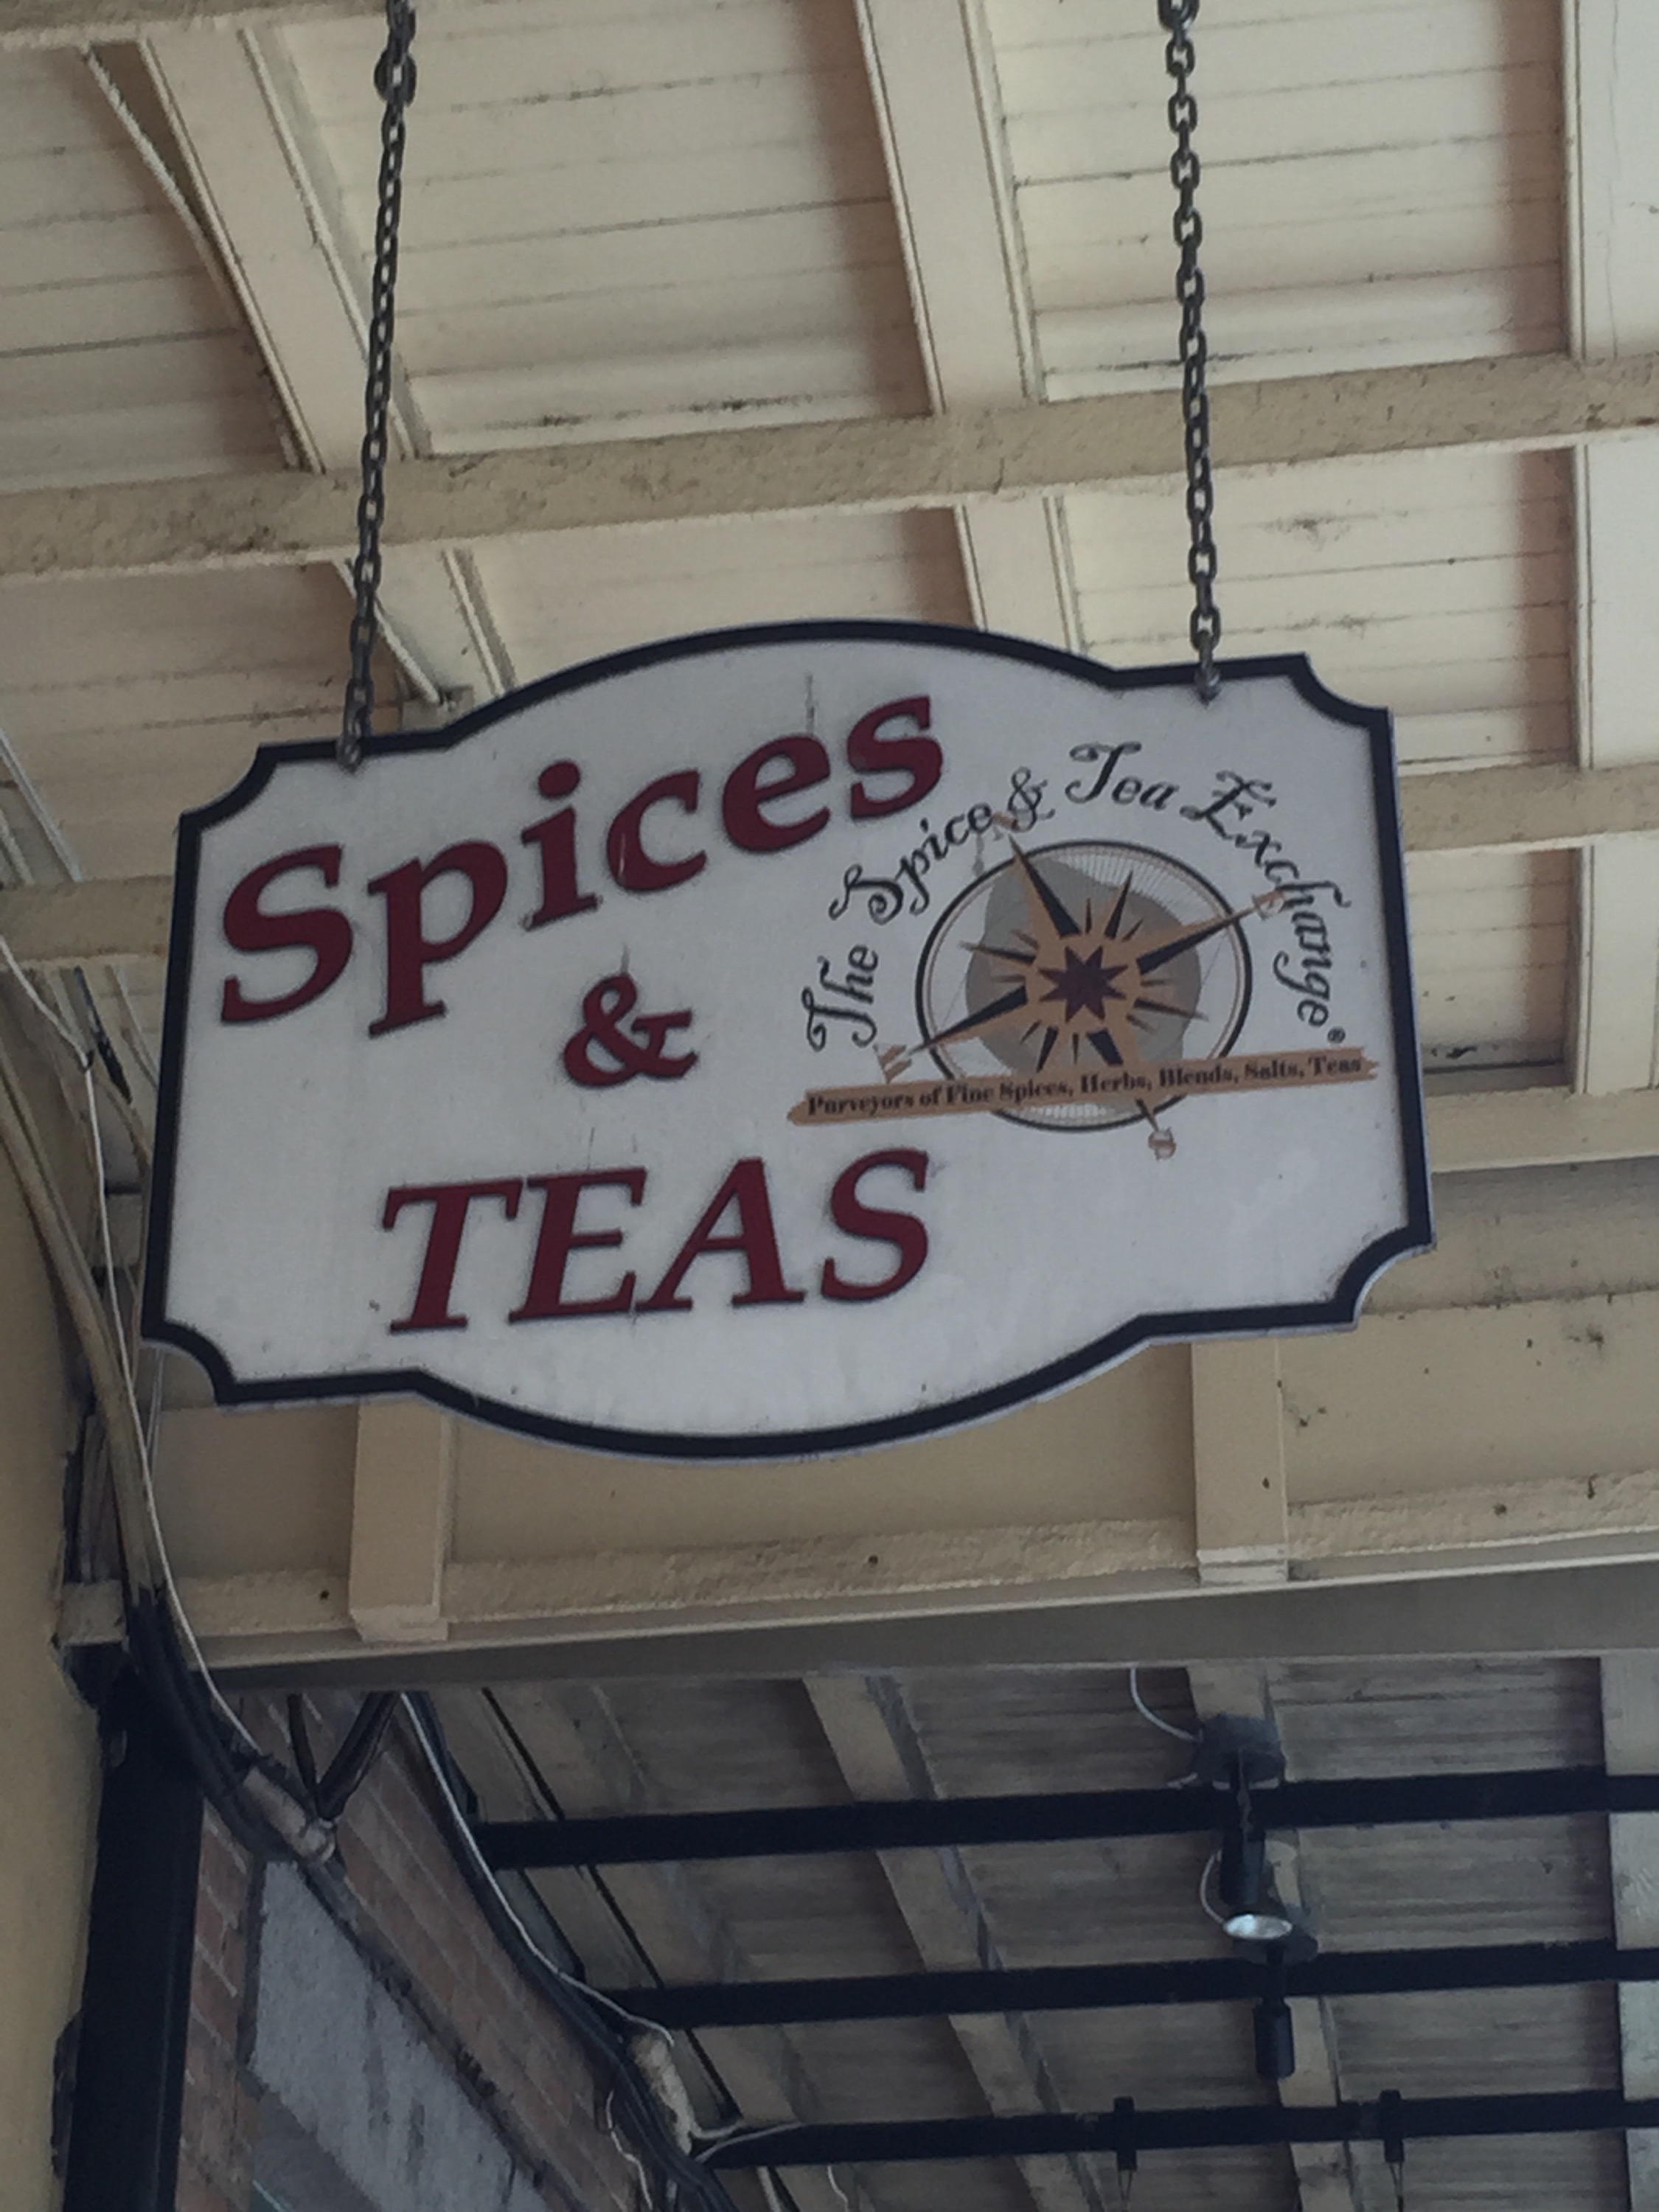 Spices
&
TEAS
The Spice & Tea Exchange®
Purveyors of Fine Spices, Herbs, Blends, Salts, Teas